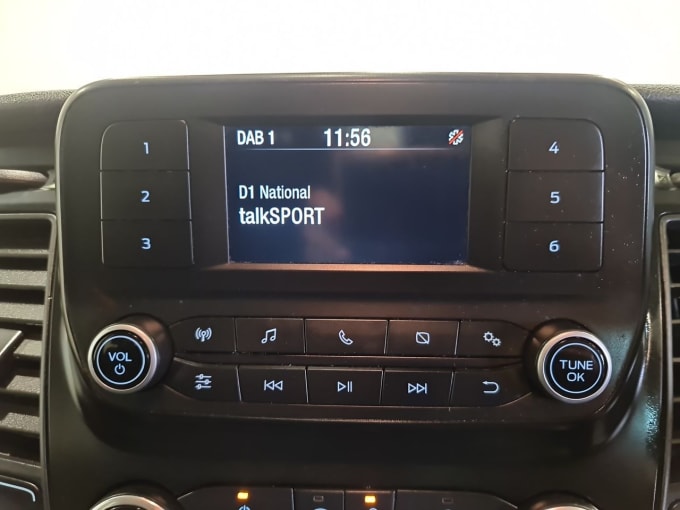 DAB 1 11:56
D1 National
talkSPORT
1
2
3
4
5
6
VOL
TUNE
OK